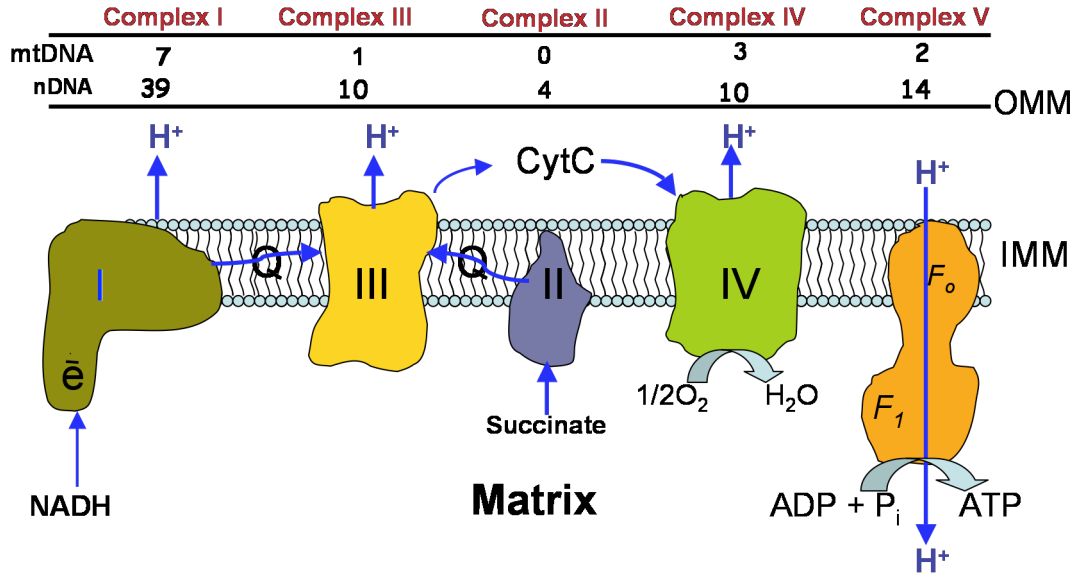 Complex I Complex III Complex II Complex IV Complex V
mtDNA 7 1 0 3 2
nDNA 39 10 4 10 14
OMM
H⁺ H⁺ CytC H⁺ H⁺
I Q III Q II IV Fₒ IMM
ē
1/2O₂ H₂O F₁
Succinate
NADH Matrix ADP + Pᵢ ATP
H⁺